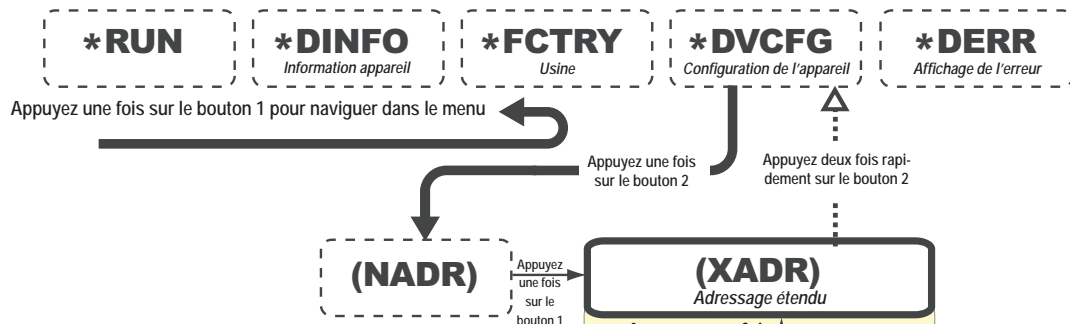 *RUN
*DINFO
Information appareil
*FCTRY
Usine
*DVCFG
Configuration de l'appareil
*DERR
Affichage de l'erreur
Appuyez une fois sur le bouton 1 pour naviguer dans le menu
Appuyez une fois
sur le bouton 2
Appuyez deux fois rapi-
dement sur le bouton 2
(NADR)
Appuyez
une fois
sur le
bouton 1
(XADR)
Adressage étendu